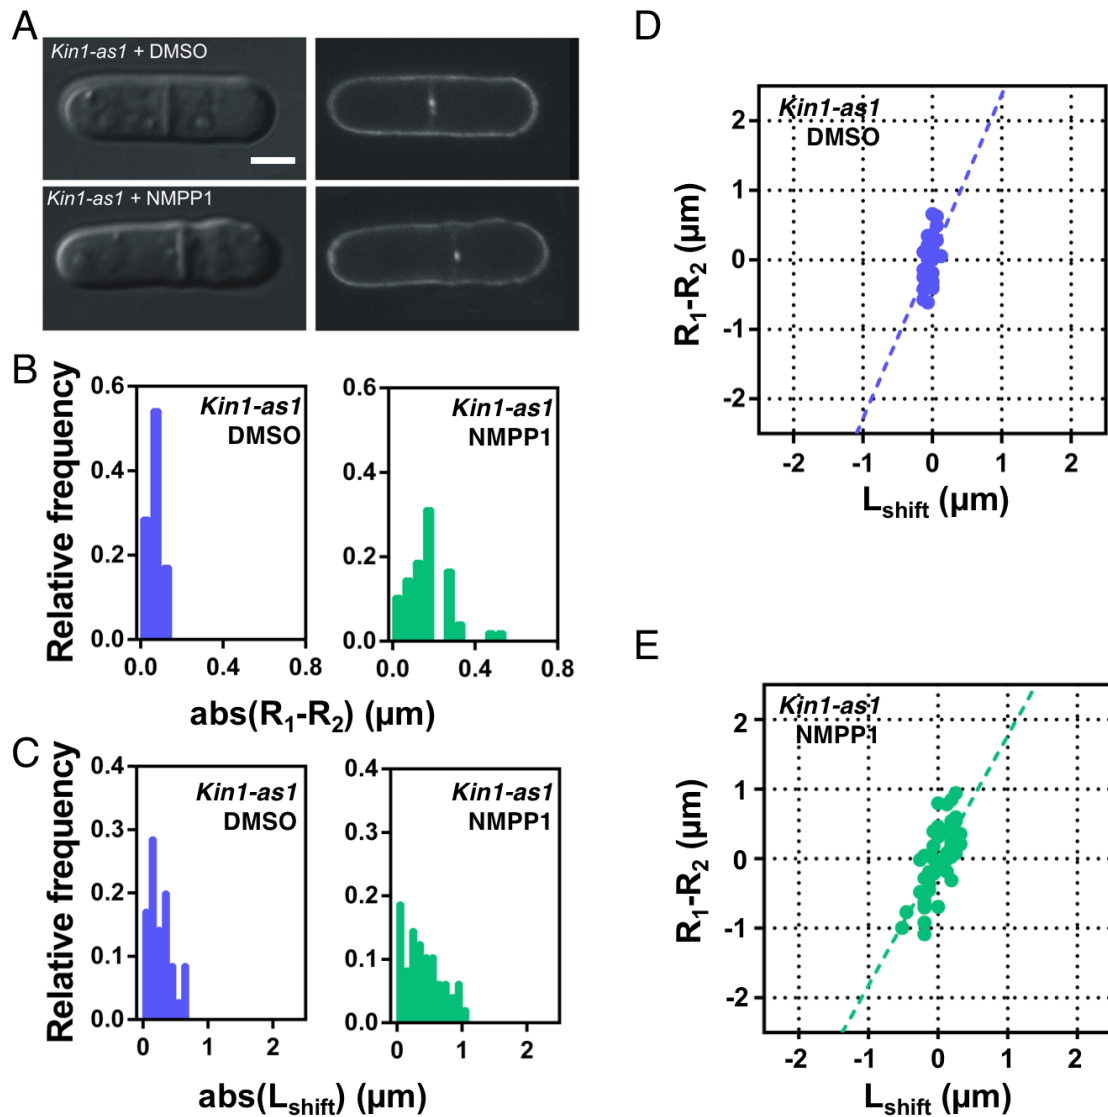 A
Kin1-as1 + DMSO
Kin1-as1 + NMPP1
B
Relative frequency
0.6
0.4
0.2
0.0
0.0
0.4
0.8
Kin1-as1
DMSO
0.6
0.4
0.2
0.0
0.0
0.4
0.8
Kin1-as1
NMPP1
abs(R₁-R₂) (µm)
C
Relative frequency
0.4
0.3
0.2
0.1
0.0
0
1
2
Kin1-as1
DMSO
0.4
0.3
0.2
0.1
0.0
0
1
2
Kin1-as1
NMPP1
abs(Lshift) (µm)
D
Kin1-as1
DMSO
R₁-R₂ (µm)
2
1
0
-1
-2
-2
-1
0
1
2
Lshift (µm)
E
Kin1-as1
NMPP1
R₁-R₂ (µm)
2
1
0
-1
-2
-2
-1
0
1
2
Lshift (µm)